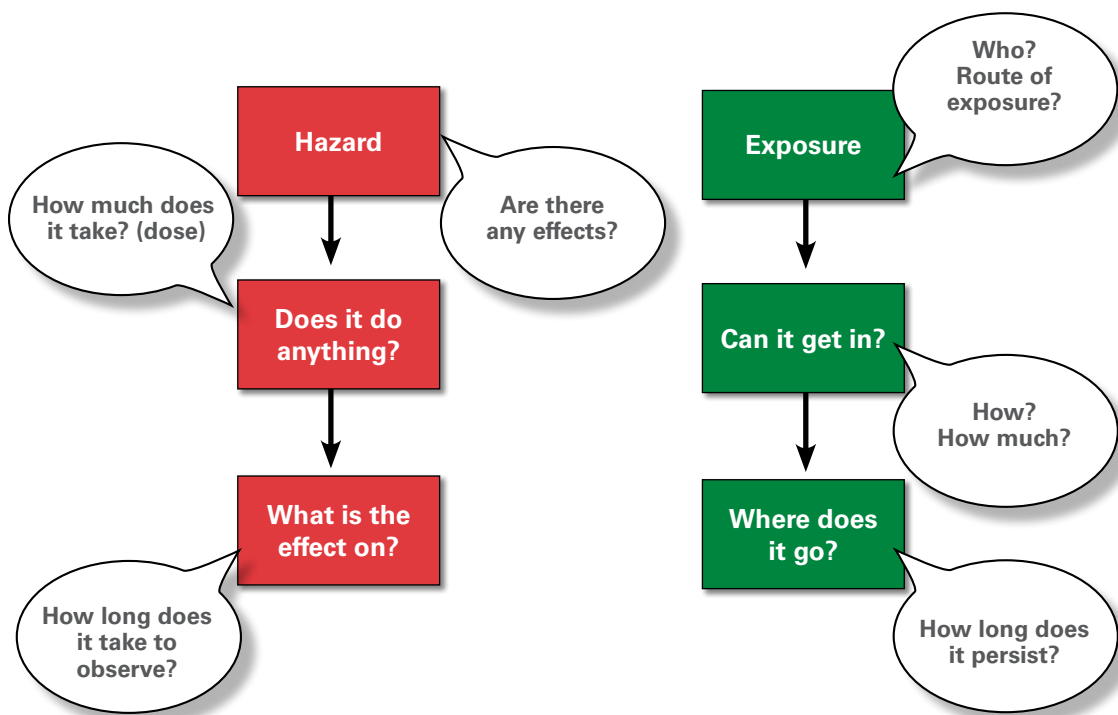 Hazard
Are there
any effects?
How much does
it take? (dose)
Does it do
anything?
What is the
effect on?
How long does
it take to
observe?
Who?
Route of
exposure?
Exposure
Can it get in?
How?
How much?
Where does
it go?
How long does
it persist?